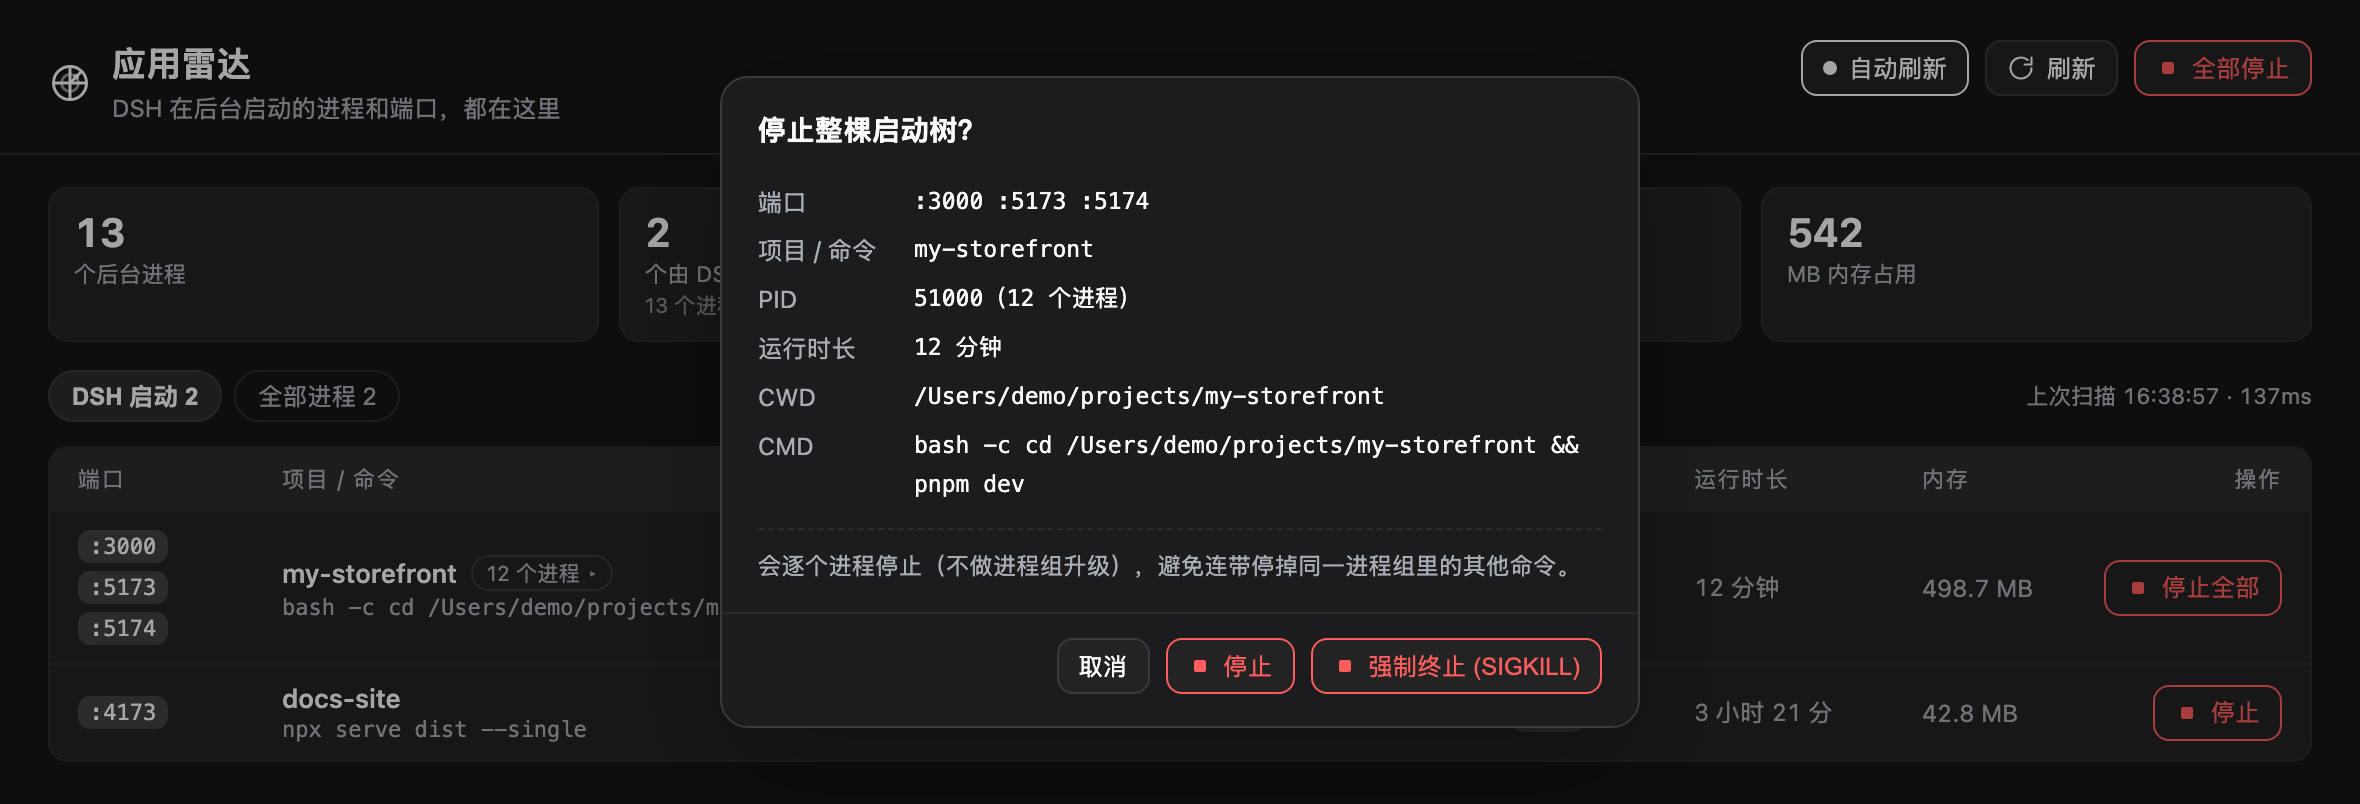 应用雷达
DSH 在后台启动的进程和端口，都在这里
自动刷新
刷新
全部停止
13
个后台进程
2
个由 DS
13 个进
542
MB 内存占用
DSH 启动 2
全部进程 2
上次扫描 16:38:57 · 137ms
端口
项目 / 命令
运行时长
内存
操作
:3000
:5173
:5174
my-storefront
12 个进程 ▸
bash -c cd /Users/demo/projects/m
12 分钟
498.7 MB
停止全部
:4173
docs-site
npx serve dist --single
3 小时 21 分
42.8 MB
停止
停止整棵启动树?
端口 :3000 :5173 :5174
项目 / 命令 my-storefront
PID 51000 (12 个进程)
运行时长 12 分钟
CWD /Users/demo/projects/my-storefront
CMD bash -c cd /Users/demo/projects/my-storefront &&
pnpm dev
会逐个进程停止（不做进程组升级），避免连带停掉同一进程组里的其他命令。
取消
停止
强制终止 (SIGKILL)